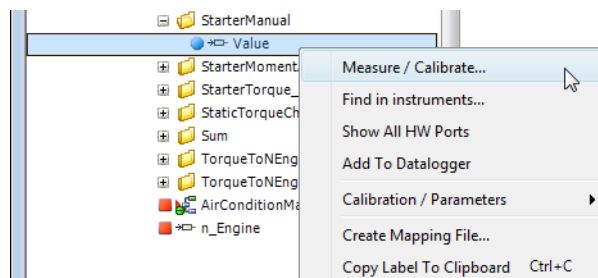 StarterManual
Value
StarterMoment
StarterTorque_
StaticTorqueCh
Sum
TorqueToNEng
TorqueToNEng
AirConditionMa
n_Engine
Measure / Calibrate...
Find in instruments...
Show All HW Ports
Add To Datalogger
Calibration / Parameters
Create Mapping File...
Copy Label To Clipboard Ctrl+C